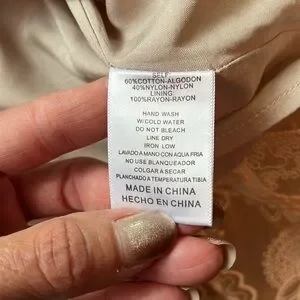 SELF
60%COTTON-ALGODON
40%NYLON-NYLON
LINING:
100%RAYON-RAYON
HAND WASH
W/COLD WATER
DO NOT BLEACH
LINE DRY
IRON LOW
LAVADO A MANO CON AQUA FRIA
NO USE BLANQUEADOR
COLGAR A SECAR
PLANCHADO A TEMPERATURA TIBIA
MADE IN CHINA
HECHO EN CHINA